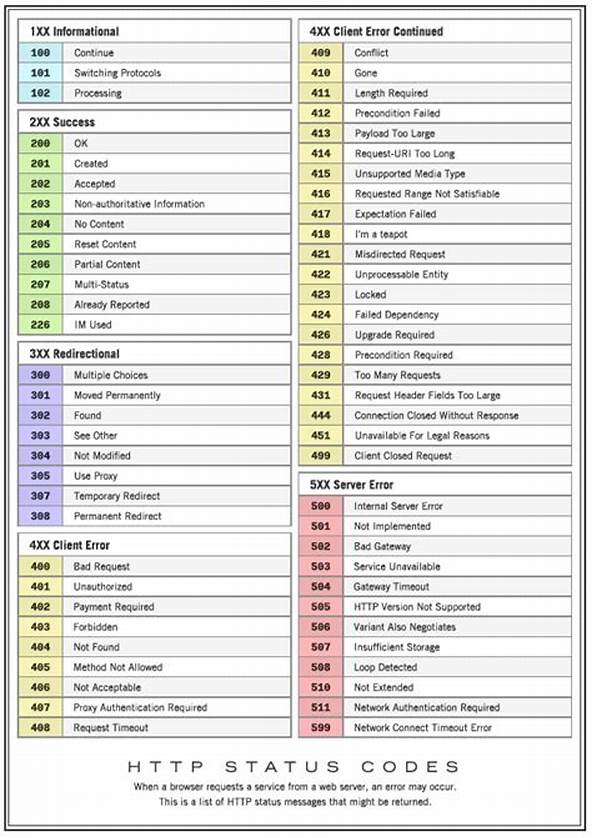 1XX Informational
100 Continue
101 Switching Protocols
102 Processing
2XX Success
200 OK
201 Created
202 Accepted
203 Non-authoritative Information
204 No Content
205 Reset Content
206 Partial Content
207 Multi-Status
208 Already Reported
226 IM Used
3XX Redirectional
300 Multiple Choices
301 Moved Permanently
302 Found
303 See Other
304 Not Modified
305 Use Proxy
307 Temporary Redirect
308 Permanent Redirect
4XX Client Error
400 Bad Request
401 Unauthorized
402 Payment Required
403 Forbidden
404 Not Found
405 Method Not Allowed
406 Not Acceptable
407 Proxy Authentication Required
408 Request Timeout
4XX Client Error Continued
409 Conflict
410 Gone
411 Length Required
412 Precondition Failed
413 Payload Too Large
414 Request-URI Too Long
415 Unsupported Media Type
416 Requested Range Not Satisfiable
417 Expectation Failed
418 I'm a teapot
421 Misdirected Request
422 Unprocessable Entity
423 Locked
424 Failed Dependency
426 Upgrade Required
428 Precondition Required
429 Too Many Requests
431 Request Header Fields Too Large
444 Connection Closed Without Response
451 Unavailable For Legal Reasons
499 Client Closed Request
5XX Server Error
500 Internal Server Error
501 Not Implemented
502 Bad Gateway
503 Service Unavailable
504 Gateway Timeout
505 HTTP Version Not Supported
506 Variant Also Negotiates
507 Insufficient Storage
508 Loop Detected
510 Not Extended
511 Network Authentication Required
599 Network Connect Timeout Error
HTTP STATUS CODES
When a browser requests a service from a web server, an error may occur.
This is a list of HTTP status messages that might be returned.